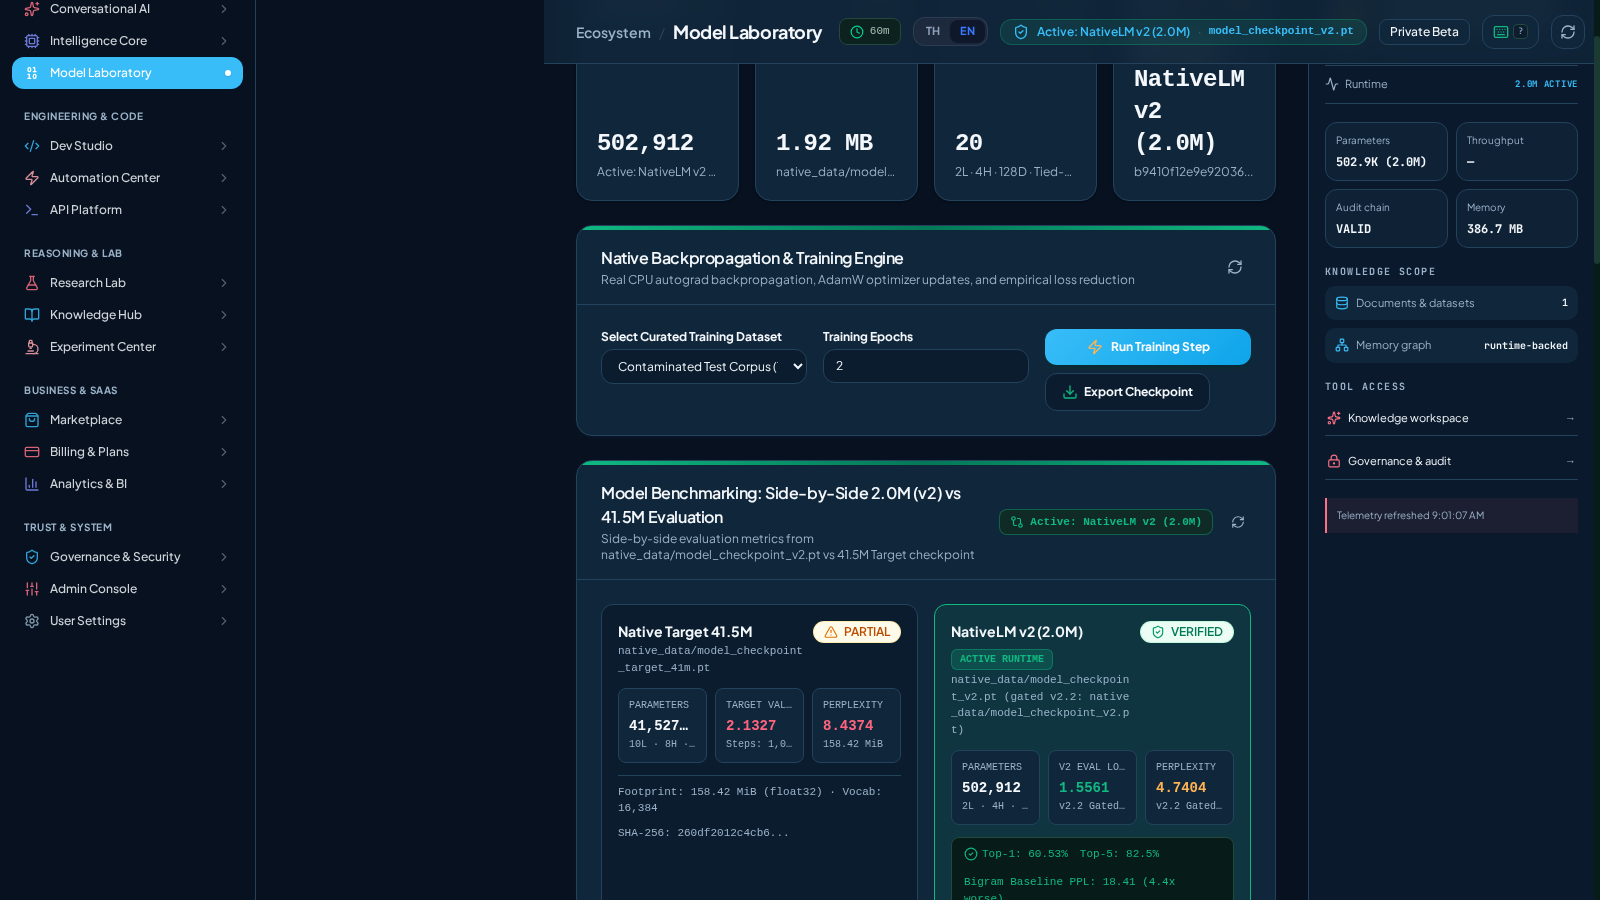 Conversational AI
Intelligence Core
Model Laboratory
ENGINEERING & CODE
Dev Studio
Automation Center
API Platform
REASONING & LAB
Research Lab
Knowledge Hub
Experiment Center
BUSINESS & SAAS
Marketplace
Billing & Plans
Analytics & BI
TRUST & SYSTEM
Governance & Security
Admin Console
User Settings
Ecosystem / Model Laboratory
60m
TH EN
Active: NativeLM v2 (2.0M) · model_checkpoint_v2.pt
Private Beta
?
502,912
Active: NativeLM v2 ...
1.92 MB
native_data/model...
20
2L · 4H · 128D · Tied-...
NativeLM
v2
(2.0M)
b9410f12e9e92036...
Native Backpropagation & Training Engine
Real CPU autograd backpropagation, AdamW optimizer updates, and empirical loss reduction
Select Curated Training Dataset
Contaminated Test Corpus (
Training Epochs
2
Run Training Step
Export Checkpoint
Model Benchmarking: Side-by-Side 2.0M (v2) vs
41.5M Evaluation
Side-by-side evaluation metrics from
native_data/model_checkpoint_v2.pt vs 41.5M Target checkpoint
Active: NativeLM v2 (2.0M)
Native Target 41.5M
PARTIAL
native_data/model_checkpoint
_target_41m.pt
PARAMETERS
41,527…
10L · 8H ·…
TARGET VAL…
2.1327
Steps: 1,0…
PERPLEXITY
8.4374
158.42 MiB
Footprint: 158.42 MiB (float32) · Vocab:
16,384
SHA-256: 260df2012c4cb6...
NativeLM v2 (2.0M)
VERIFIED
ACTIVE RUNTIME
native_data/model_checkpoin
t_v2.pt (gated v2.2: native
_data/model_checkpoint_v2.p
t)
PARAMETERS
502,912
2L · 4H · …
V2 EVAL LO…
1.5561
v2.2 Gated…
PERPLEXITY
4.7404
v2.2 Gated…
Top-1: 60.53% Top-5: 82.5%
Bigram Baseline PPL: 18.41 (4.4x
worse)
Runtime
2.0M ACTIVE
Parameters
502.9K (2.0M)
Throughput
—
Audit chain
VALID
Memory
386.7 MB
KNOWLEDGE SCOPE
Documents & datasets 1
Memory graph runtime-backed
TOOL ACCESS
Knowledge workspace →
Governance & audit →
Telemetry refreshed 9:01:07 AM